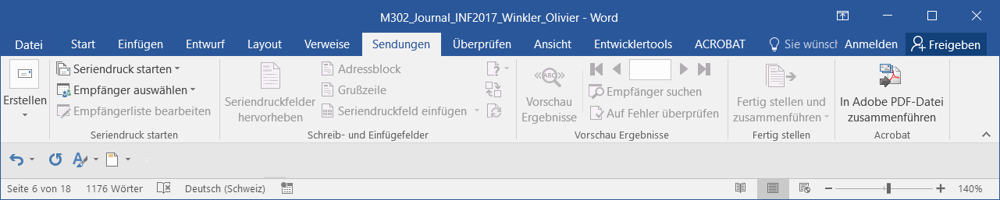 M302_Journal_INF2017_Winkler_Olivier - Word
Datei Start Einfügen Entwurf Layout Verweise Sendungen Überprüfen Ansicht Entwicklertools ACROBAT Sie wünsch Anmelden Freigeben
Erstellen
Seriendruck starten
Empfänger auswählen
Empfängerliste bearbeiten
Seriendruck starten
Seriendruckfelder
hervorheben
Adressblock
Grußzeile
Seriendruckfeld einfügen
Schreib- und Einfügefelder
ABC
Vorschau
Ergebnisse
Empfänger suchen
Auf Fehler überprüfen
Vorschau Ergebnisse
Fertig stellen und
zusammenführen
Fertig stellen
In Adobe PDF-Datei
zusammenführen
Acrobat
Seite 6 von 18 1176 Wörter Deutsch (Schweiz) 140%